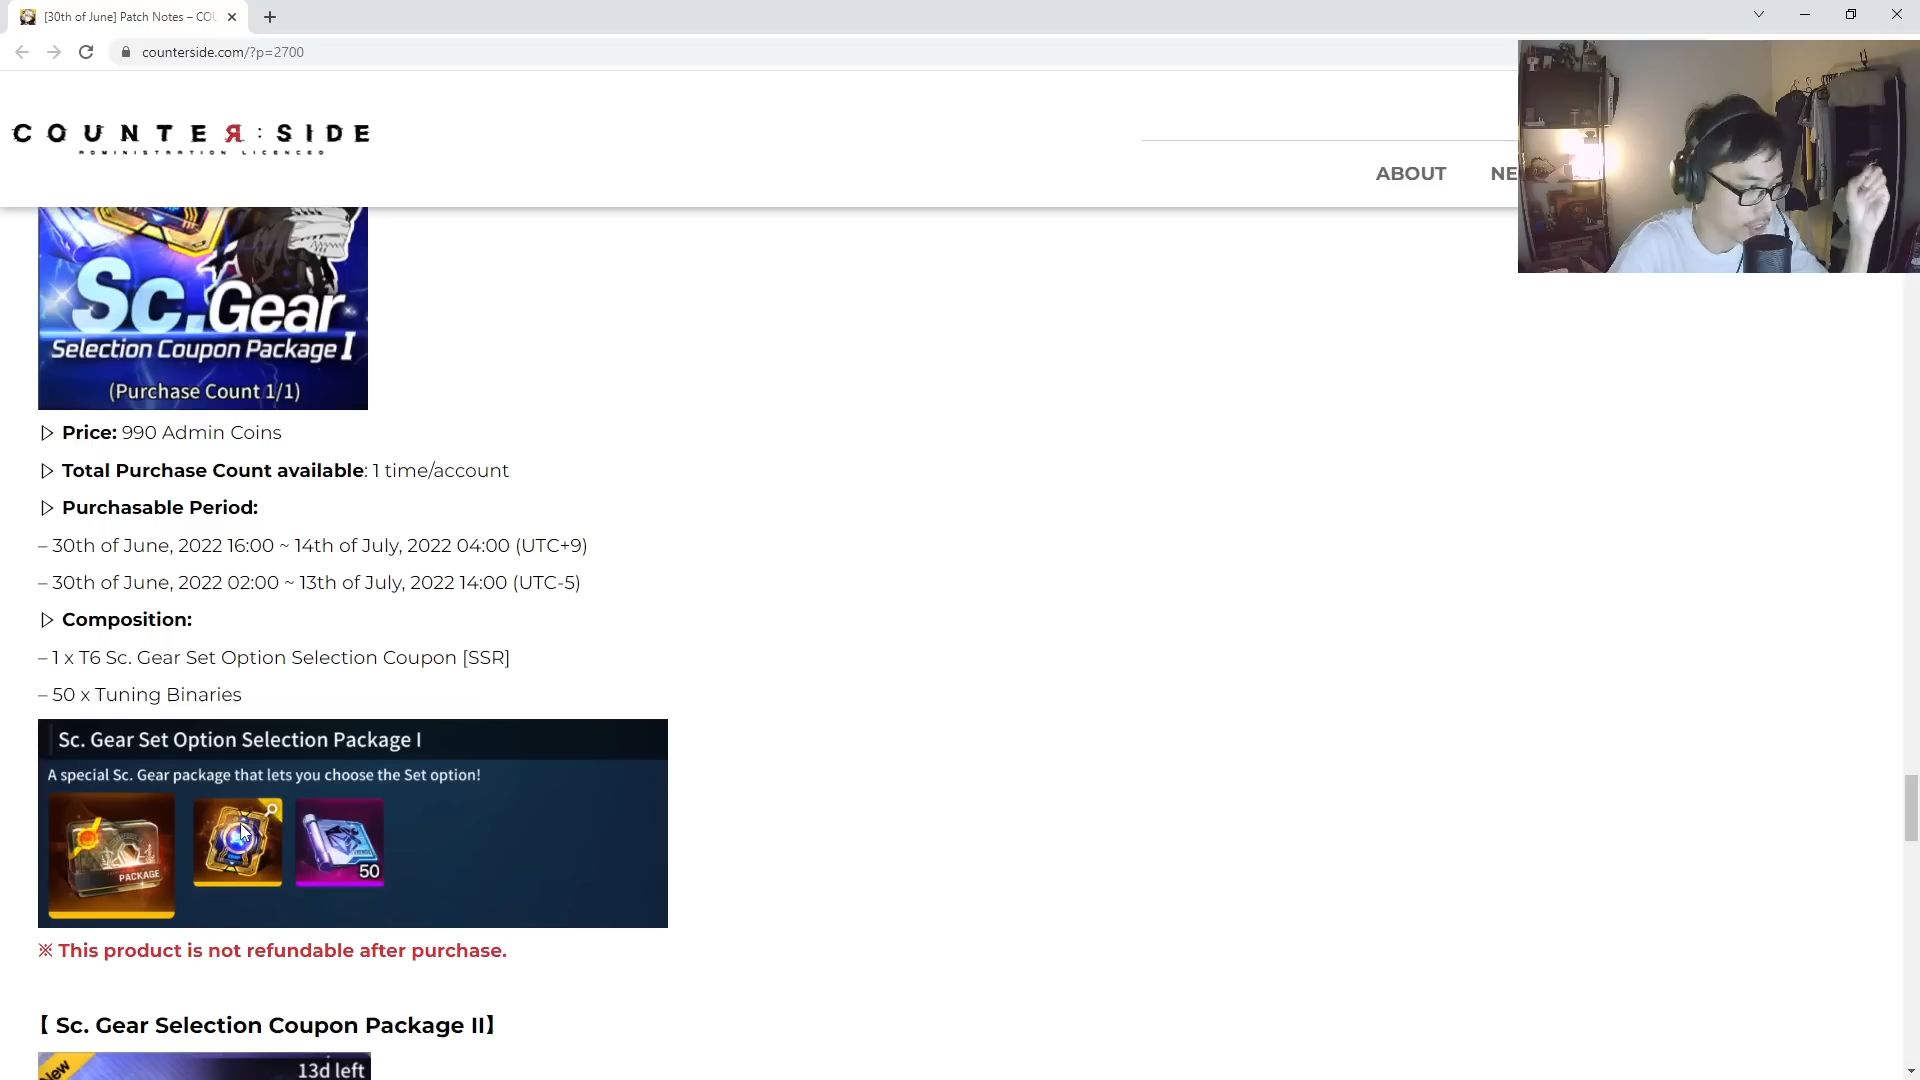 [30th of June] Patch Notes – COU
counterside.com/?p=2700
COUNTER:SIDE
ADMINISTRATION LICENCED
ABOUT
NE
Sc.Gear
Selection Coupon Package I
(Purchase Count 1/1)
▷ Price: 990 Admin Coins
▷ Total Purchase Count available: 1 time/account
▷ Purchasable Period:
– 30th of June, 2022 16:00 ~ 14th of July, 2022 04:00 (UTC+9)
– 30th of June, 2022 02:00 ~ 13th of July, 2022 14:00 (UTC-5)
▷ Composition:
– 1 x T6 Sc. Gear Set Option Selection Coupon [SSR]
– 50 x Tuning Binaries
Sc. Gear Set Option Selection Package I
A special Sc. Gear package that lets you choose the Set option!
PACKAGE
50
※ This product is not refundable after purchase.
【 Sc. Gear Selection Coupon Package II】
New
13d left